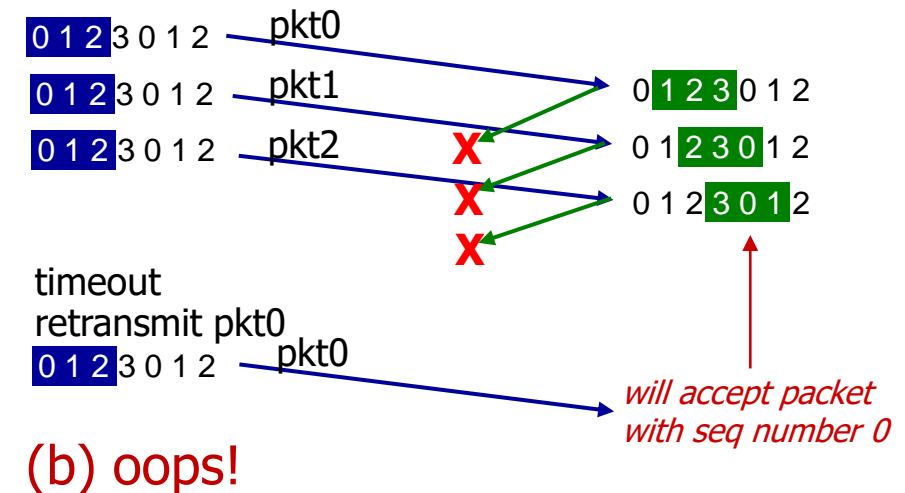 0 1 2 3 0 1 2 pkt0
0 1 2 3 0 1 2 pkt1
0 1 2 3 0 1 2 pkt2
0 1 2 3 0 1 2
0 1 2 3 0 1 2
0 1 2 3 0 1 2
X
X
X
timeout
retransmit pkt0
0 1 2 3 0 1 2 pkt0
will accept packet
with seq number 0
(b) oops!